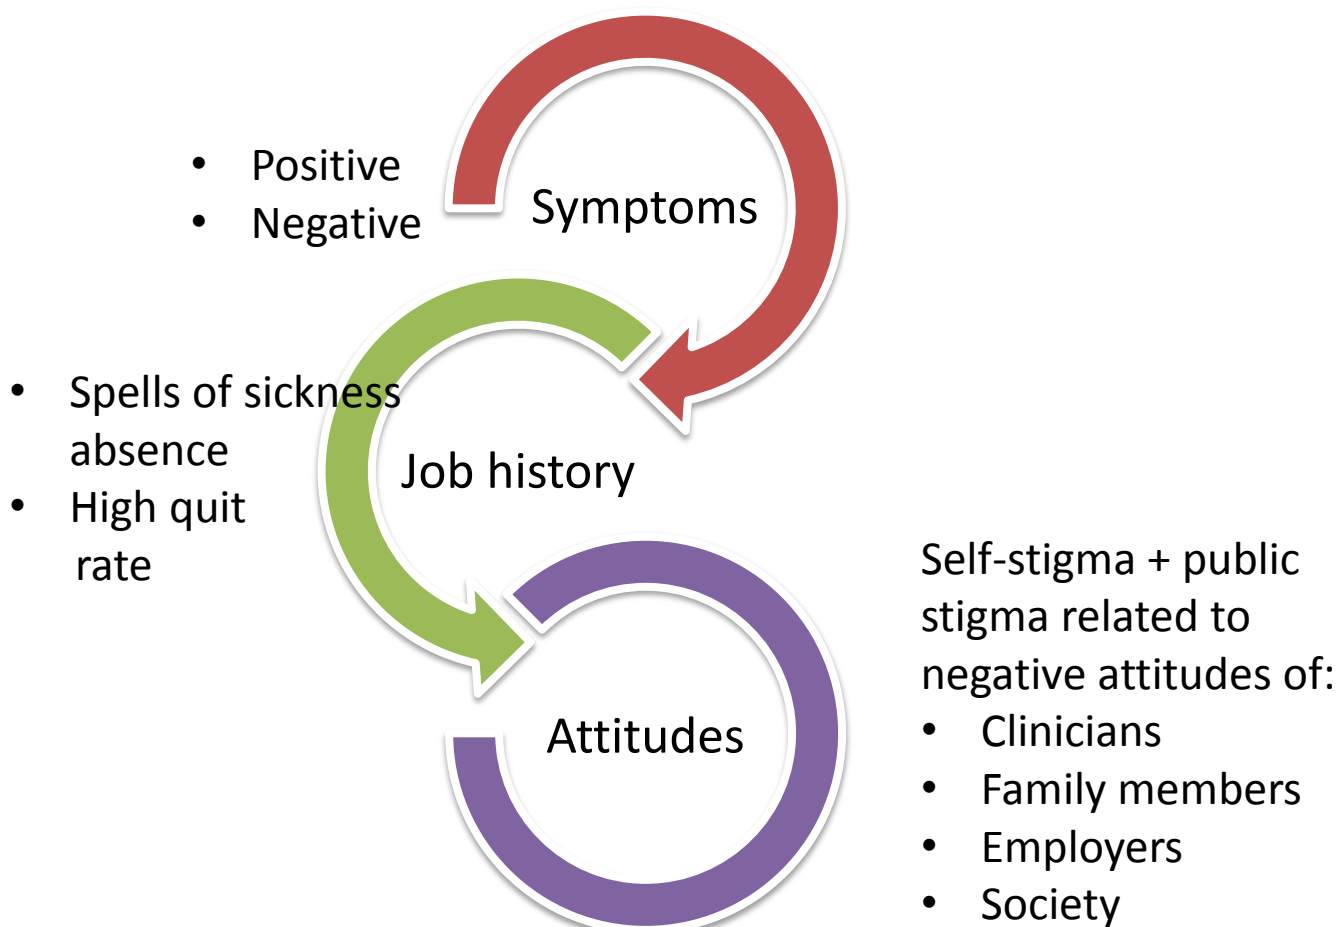 • Positive
• Negative
Symptoms
• Spells of sickness
absence
• High quit
rate
Job history
Self-stigma + public
stigma related to
negative attitudes of:
• Clinicians
• Family members
• Employers
• Society
Attitudes